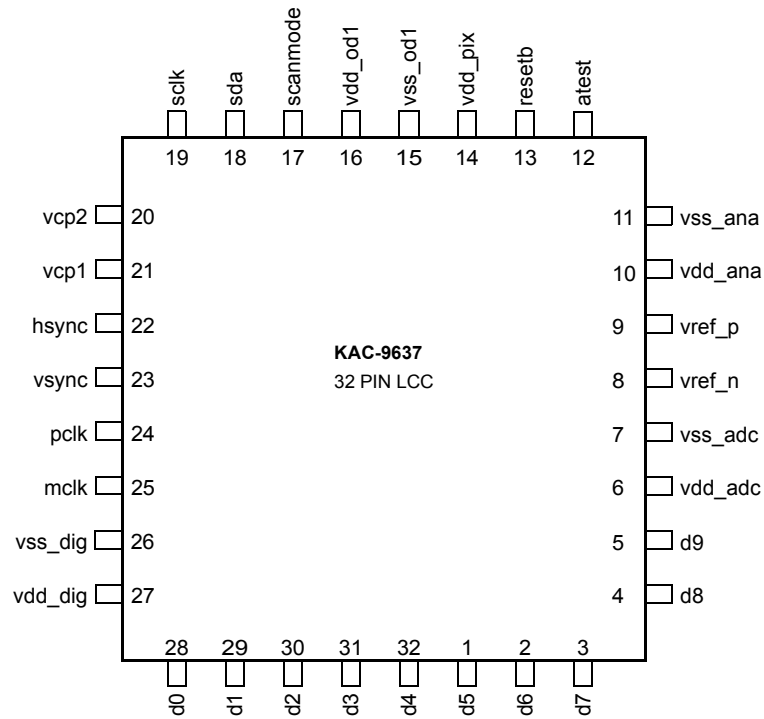 sclk
sda
scanmode
vdd_od1
vss_od1
vdd_pix
resetb
atest
19 18 17 16 15 14 13 12
vcp2 20 11 vss_ana
vcp1 21 10 vdd_ana
hsync 22 9 vref_p
KAC-9637
vsync 23 32 PIN LCC 8 vref_n
pclk 24 7 vss_adc
mclk 25 6 vdd_adc
vss_dig 26 5 d9
vdd_dig 27 4 d8
28 29 30 31 32 1 2 3
d0
d1
d2
d3
d4
d5
d6
d7